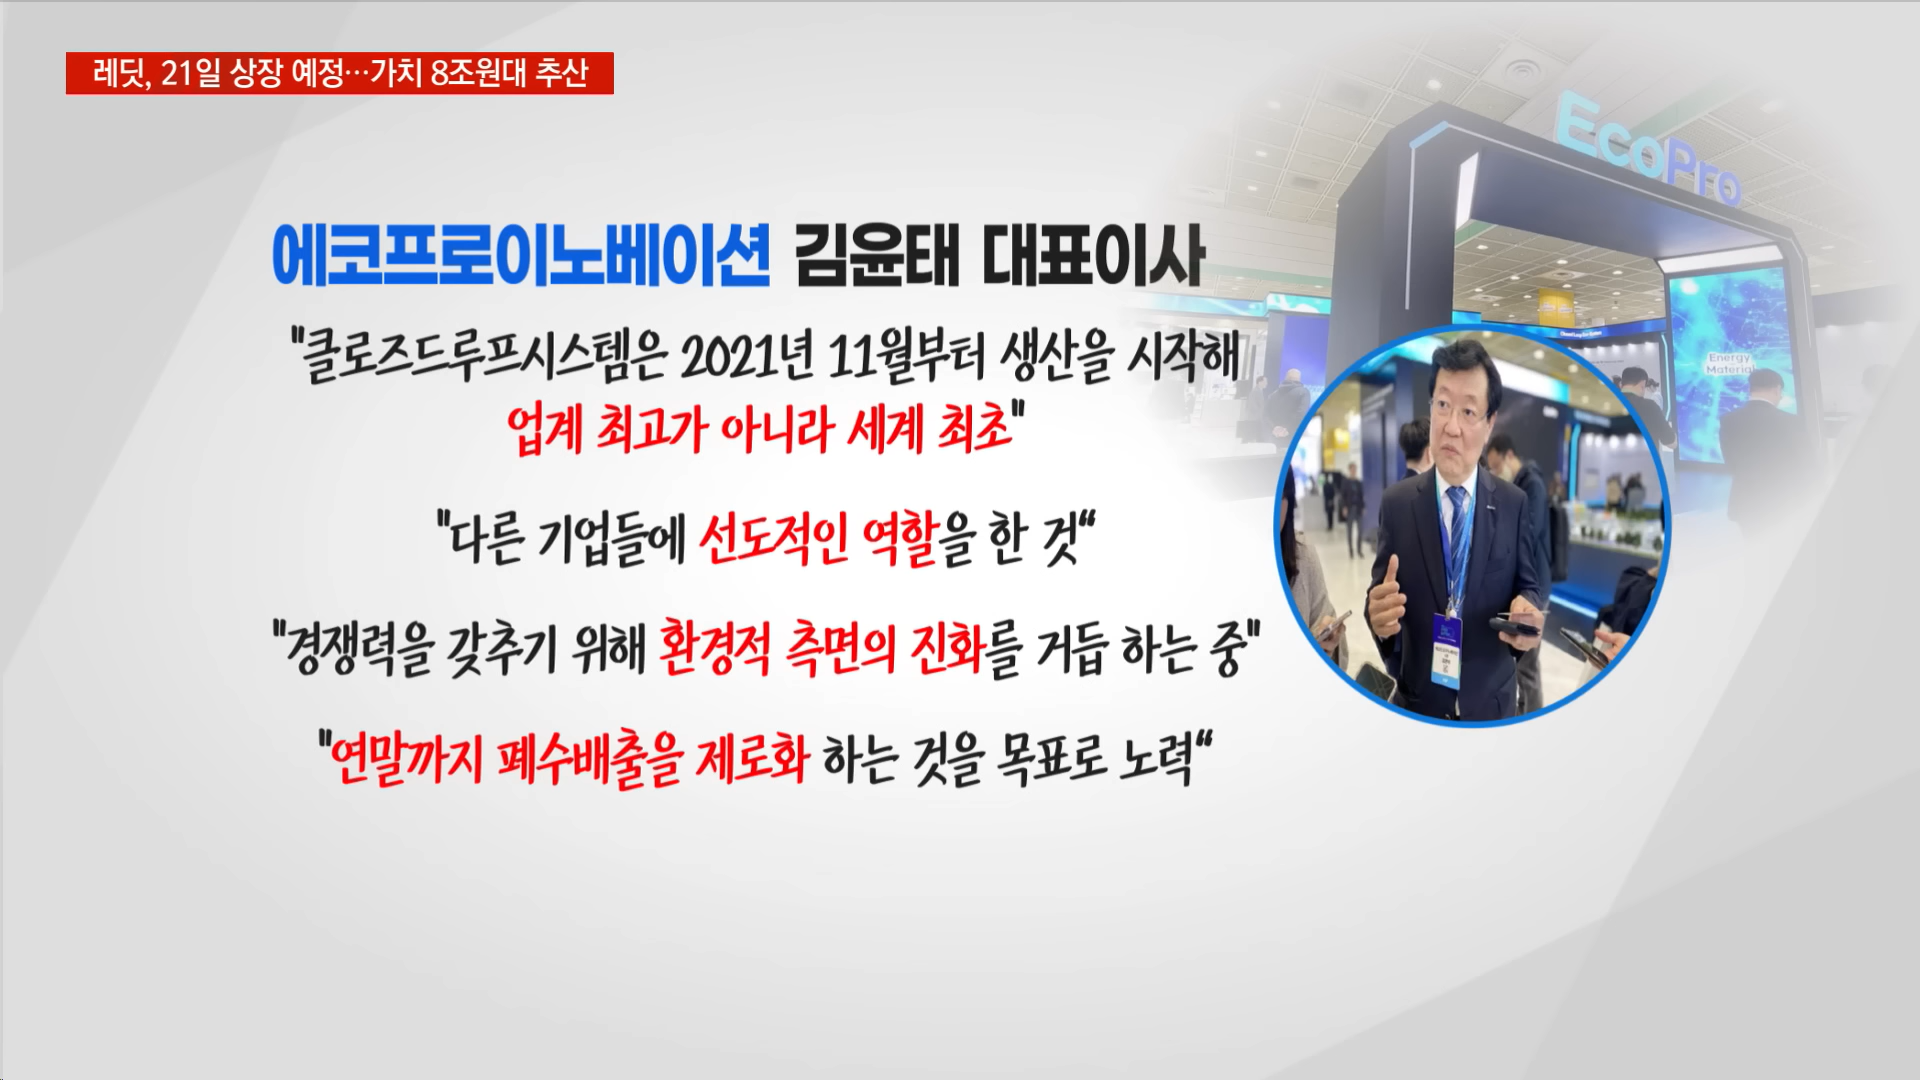 레딧, 21일 상장 예정…가치 8조원대 추산
EcoPro
에코프로이노베이션 김윤태 대표이사
"클로즈드루프시스템은 2021년 11월부터 생산을 시작해
업계 최고가 아니라 세계 최초"
Energy
Material
"다른 기업들에 선도적인 역할을 한 것“
"경쟁력을 갖추기 위해 환경적 측면의 진화를 거듭 하는 중"
"연말까지 폐수배출을 제로화 하는 것을 목표로 노력“